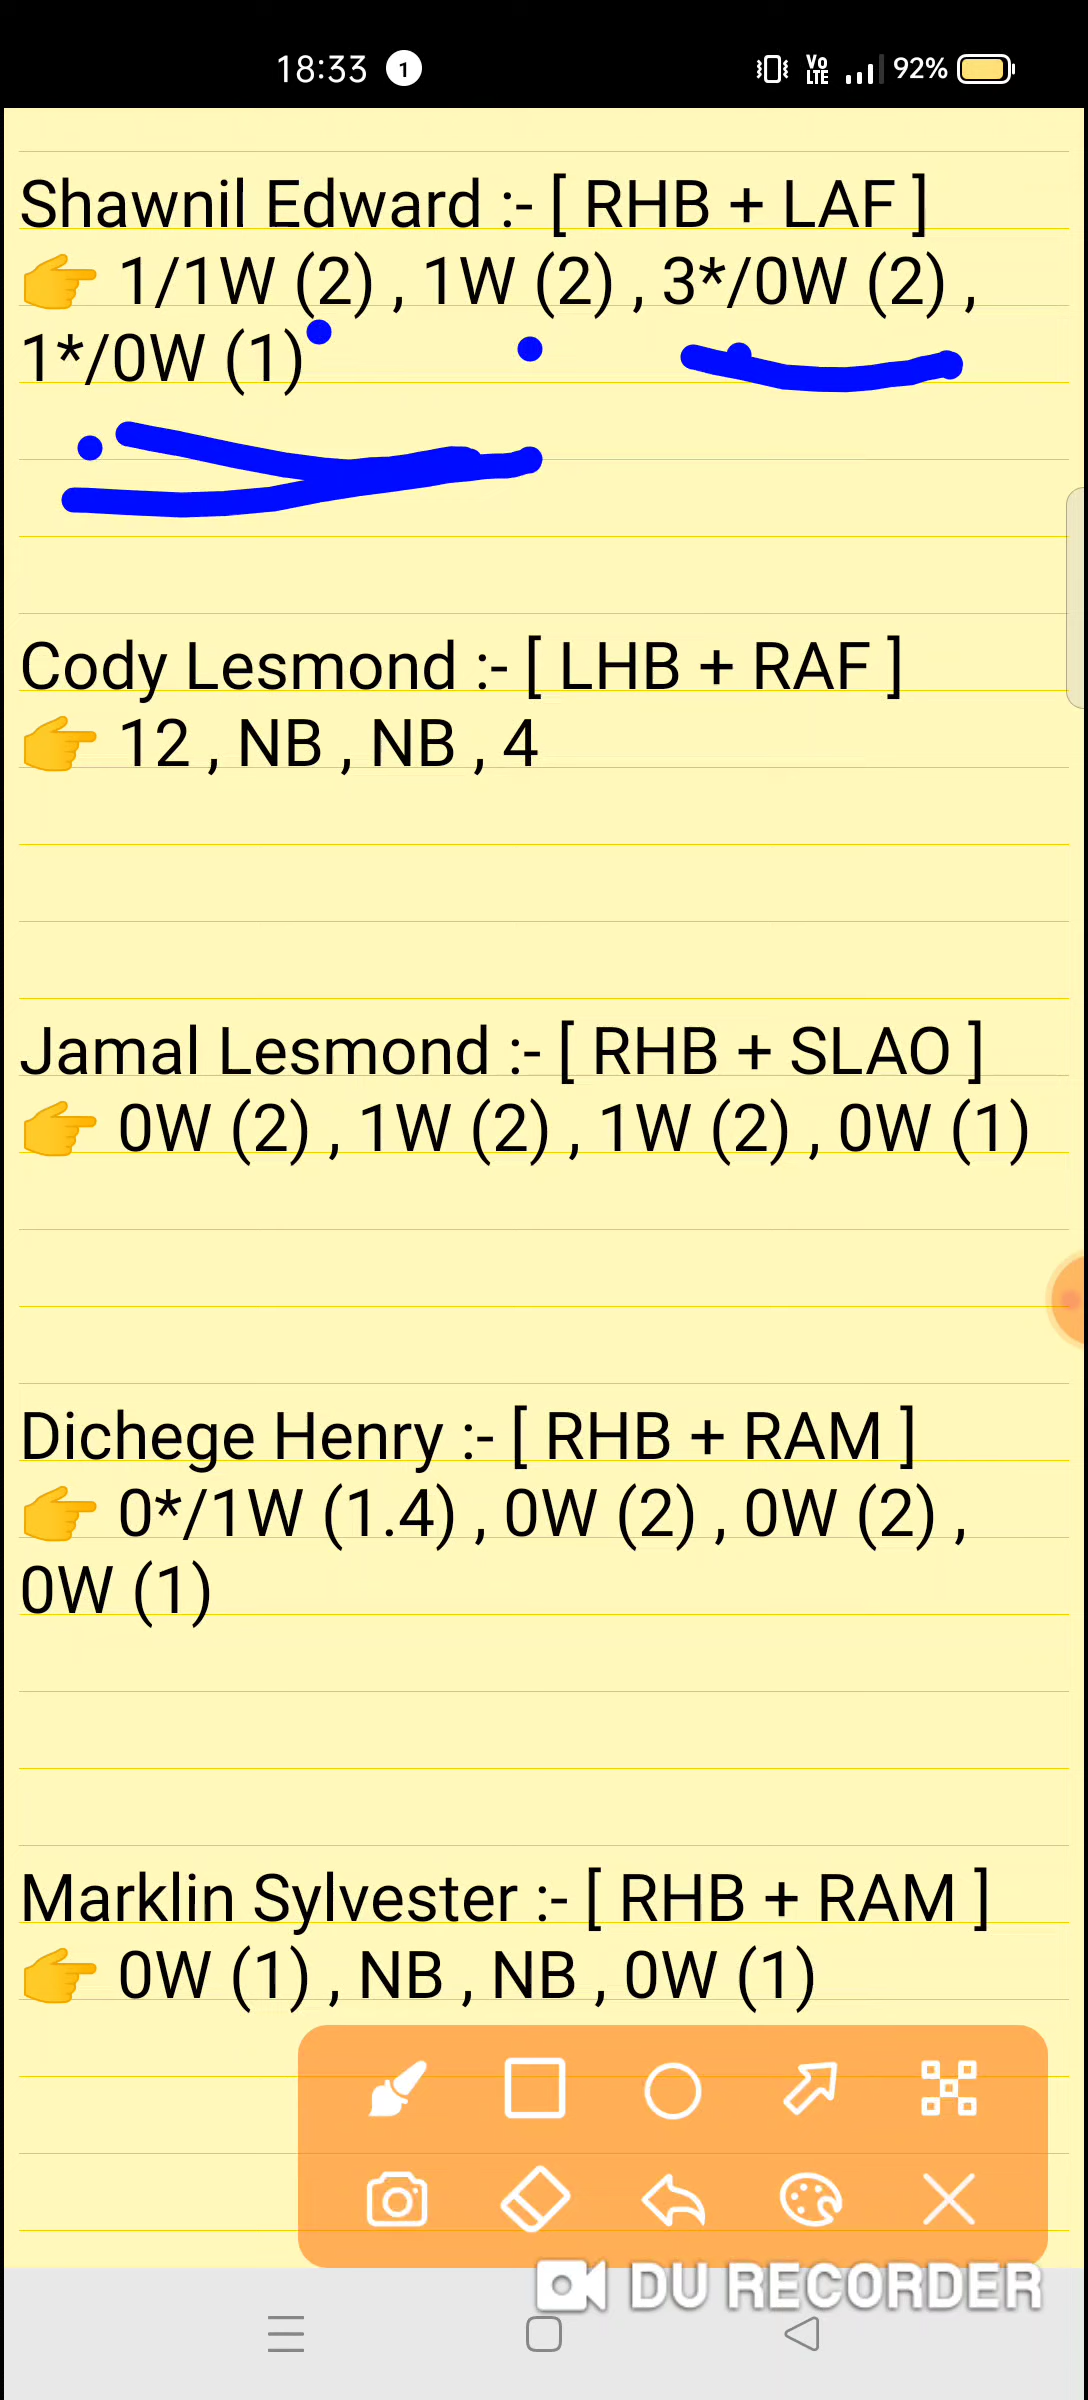 18:33 1 Vo LTE 92%
Shawnil Edward :- [ RHB + LAF ]
👉 1/1W (2) , 1W (2) , 3*/0W (2) ,
1*/0W (1)
Cody Lesmond :- [ LHB + RAF ]
👉 12 , NB , NB , 4
Jamal Lesmond :- [ RHB + SLAO ]
👉 0W (2) , 1W (2) , 1W (2) , 0W (1)
Dichege Henry :- [ RHB + RAM ]
👉 0*/1W (1.4) , 0W (2) , 0W (2) ,
0W (1)
Marklin Sylvester :- [ RHB + RAM ]
👉 0W (1) , NB , NB , 0W (1)
DU RECORDER